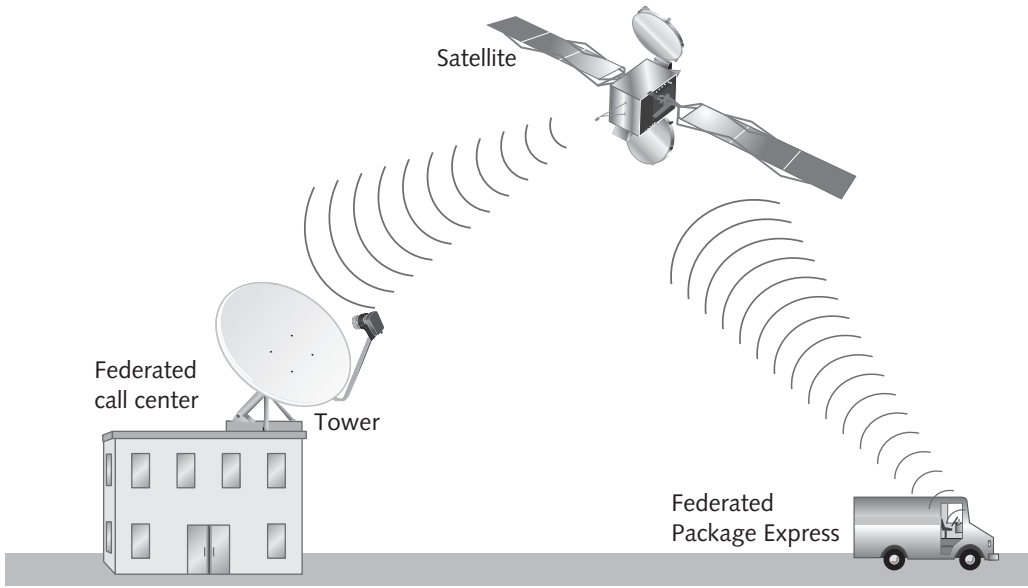 Satellite
Federated
call center
Tower
Federated
Package Express